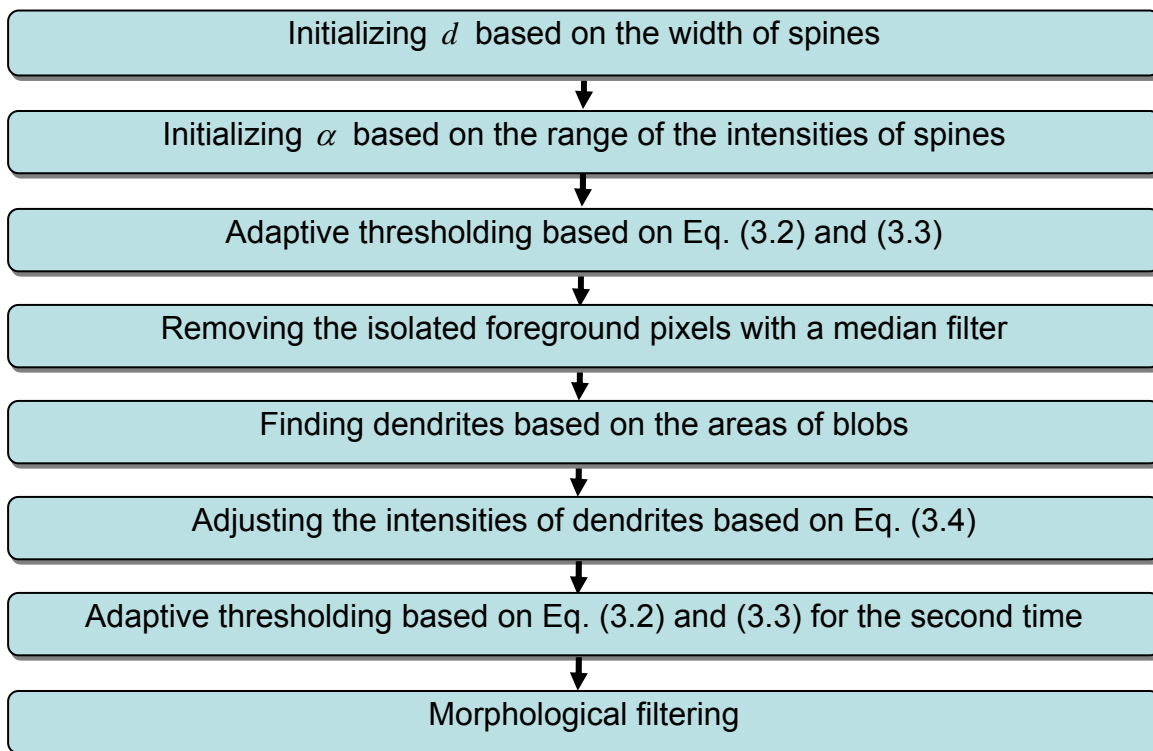 Initializing d based on the width of spines
Initializing α based on the range of the intensities of spines
Adaptive thresholding based on Eq. (3.2) and (3.3)
Removing the isolated foreground pixels with a median filter
Finding dendrites based on the areas of blobs
Adjusting the intensities of dendrites based on Eq. (3.4)
Adaptive thresholding based on Eq. (3.2) and (3.3) for the second time
Morphological filtering